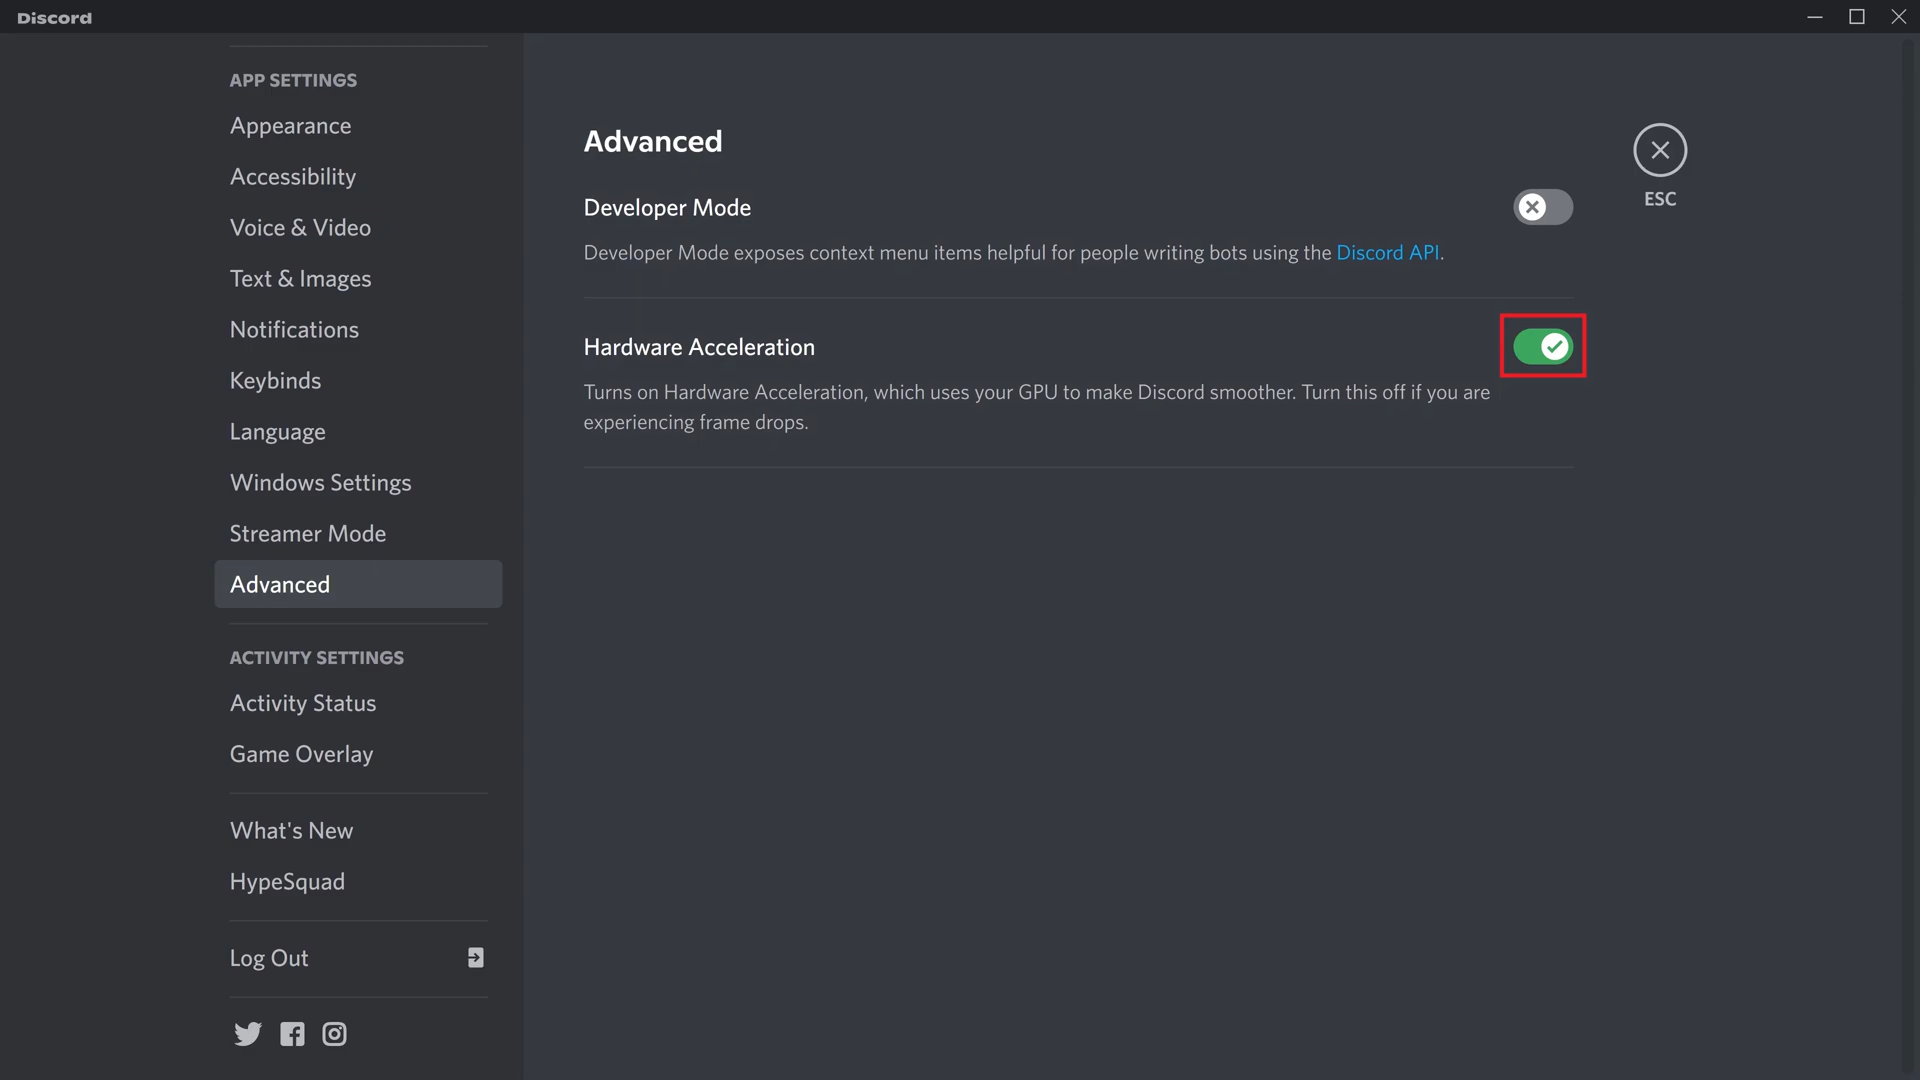 Discord
APP SETTINGS
Appearance
Accessibility
Voice & Video
Text & Images
Notifications
Keybinds
Language
Windows Settings
Streamer Mode
Advanced
ACTIVITY SETTINGS
Activity Status
Game Overlay
What's New
HypeSquad
Log Out
Advanced
Developer Mode
Developer Mode exposes context menu items helpful for people writing bots using the Discord API.
Hardware Acceleration
Turns on Hardware Acceleration, which uses your GPU to make Discord smoother. Turn this off if you are
experiencing frame drops.
ESC